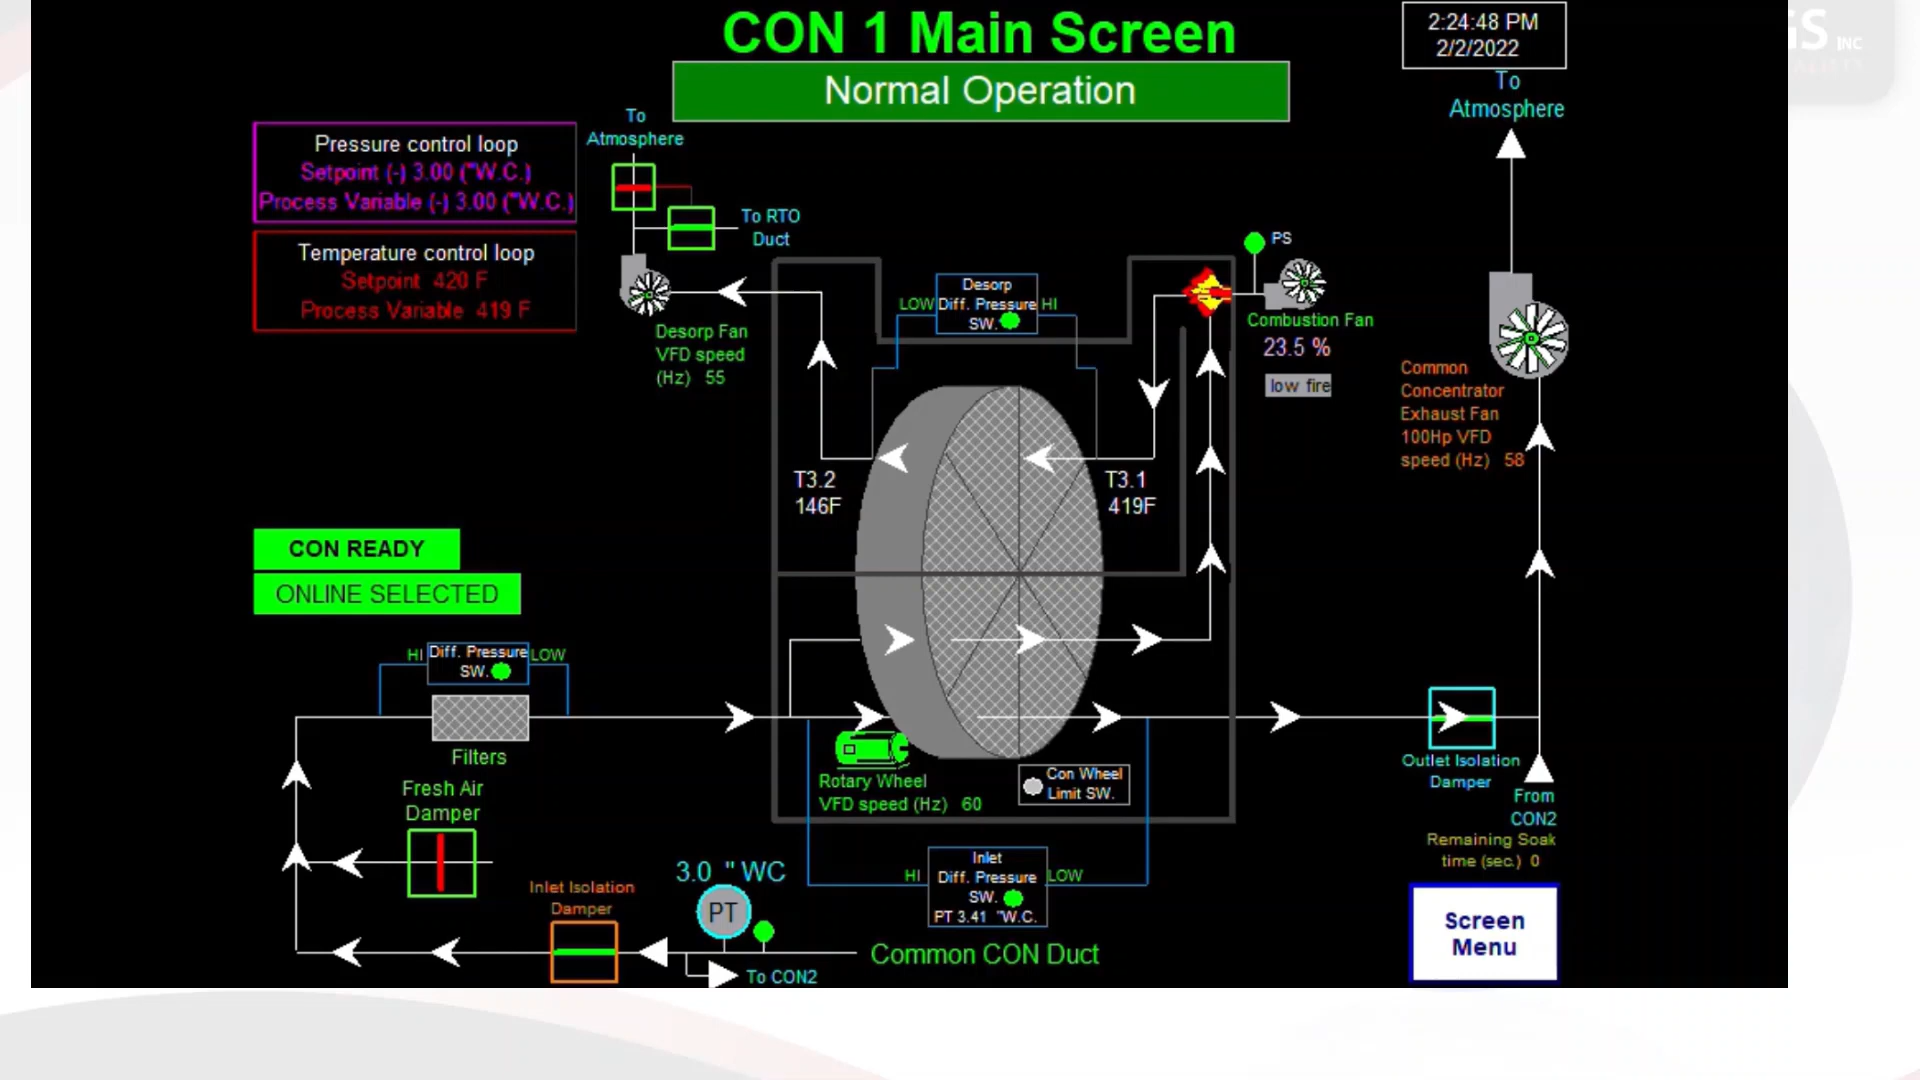 CON 1 Main Screen
Normal Operation
2:24:48 PM
2/2/2022
GS INC
To
Atmosphere
To
Atmosphere
Pressure control loop
Setpoint (-) 3.00 ("W.C.)
Process Variable (-) 3.00 ("W.C.)
To RTO
Duct
Temperature control loop
Setpoint 420 F
Process Variable 419 F
PS
Desorp
LOW Diff. Pressure HI
SW.
Desorp Fan
VFD speed
(Hz) 55
Combustion Fan
23.5 %
low fire
Common
Concentrator
Exhaust Fan
100Hp VFD
speed (Hz) 58
T3.2
146F
T3.1
419F
CON READY
ONLINE SELECTED
HI Diff. Pressure LOW
SW.
Filters
Fresh Air
Damper
Rotary Wheel
VFD speed (Hz) 60
Con Wheel
Limit SW.
Outlet Isolation
Damper
From
CON2
Remaining Soak
time (sec.) 0
Inlet
HI Diff. Pressure LOW
SW.
PT 3.41 "W.C.
3.0 " WC
PT
Inlet Isolation
Damper
Common CON Duct
To CON2
Screen
Menu